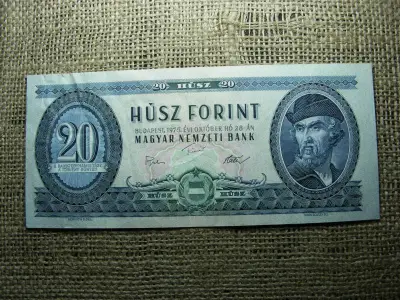 20 HÚSZ 20
HÚSZ FORINT
BUDAPEST, 1975. ÉVI OKTÓBER HÓ 28-ÁN
MAGYAR NEMZETI BANK
20
HÚSZ HÚSZ